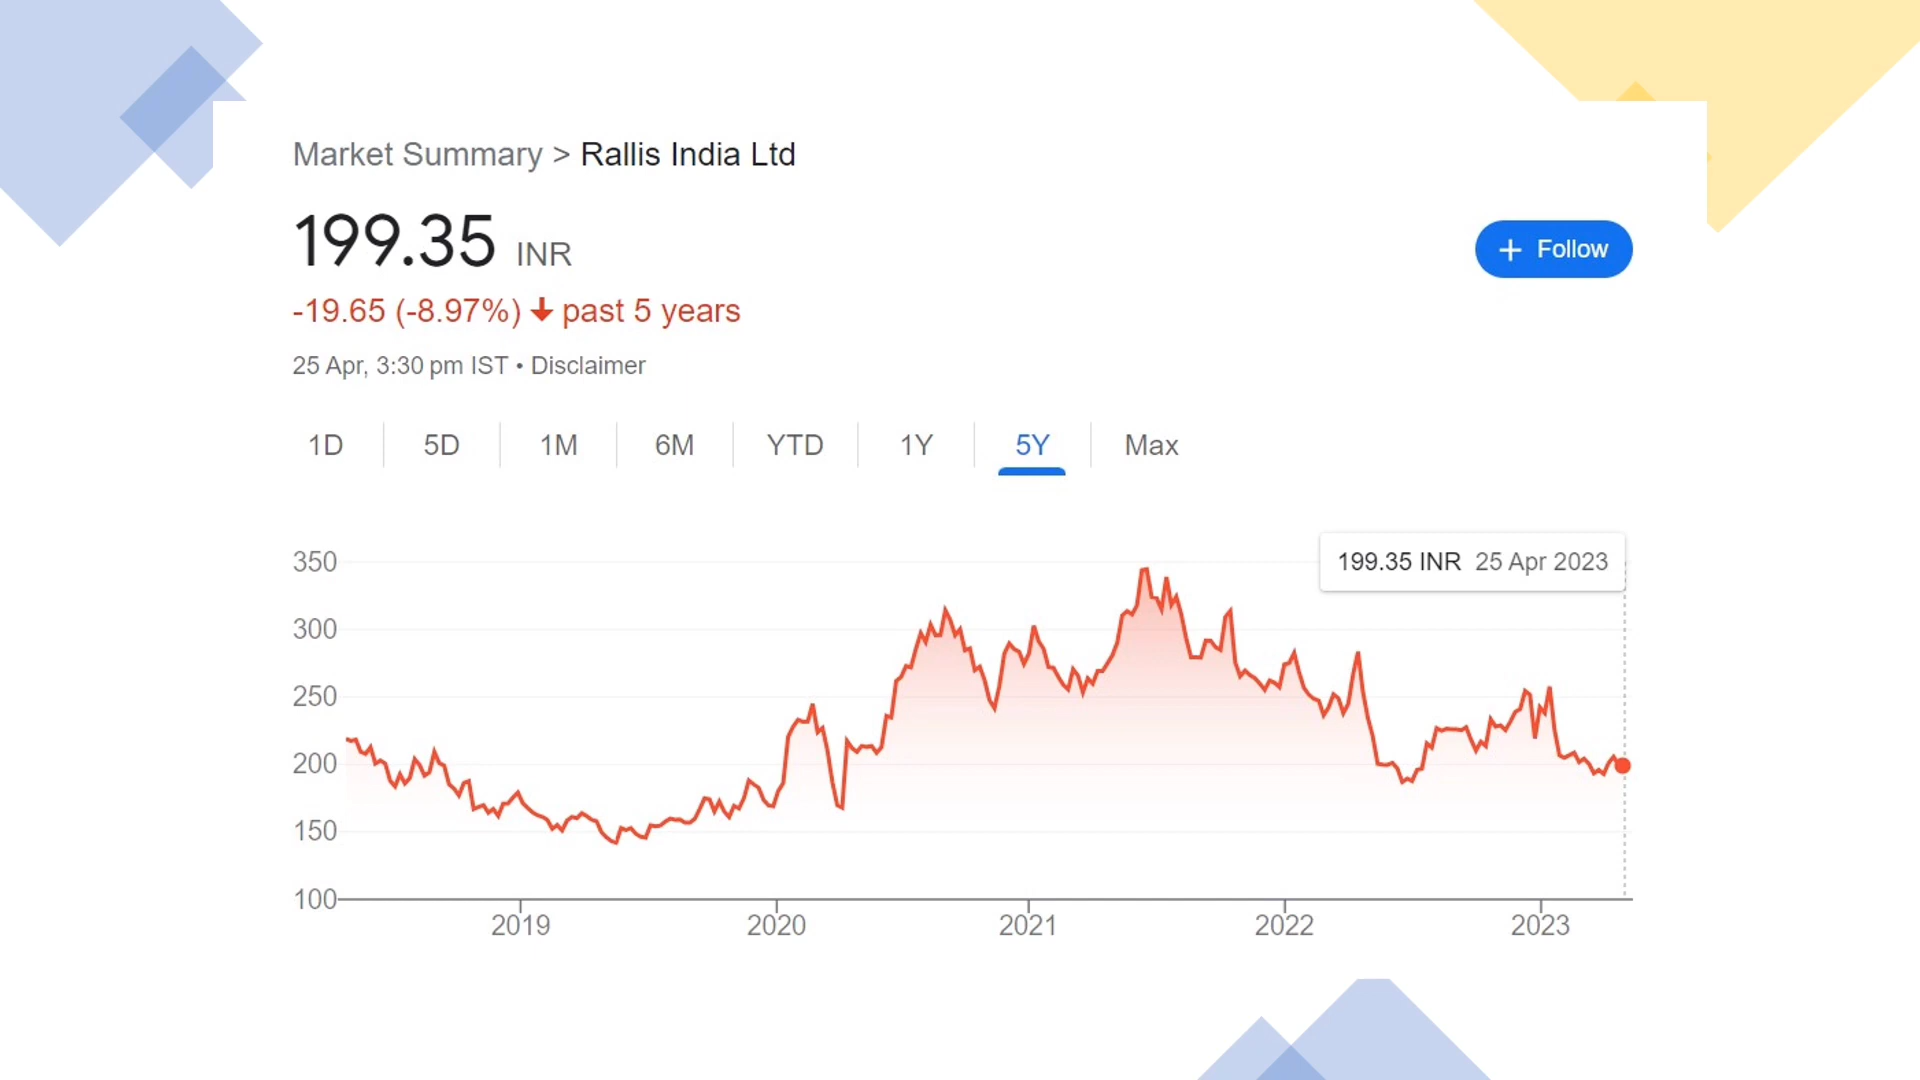 Market Summary > Rallis India Ltd
199.35 INR
+ Follow
-19.65 (-8.97%) ↓ past 5 years
25 Apr, 3:30 pm IST • Disclaimer
1D 5D 1M 6M YTD 1Y 5Y Max
199.35 INR 25 Apr 2023
350
300
250
200
150
100
2019 2020 2021 2022 2023